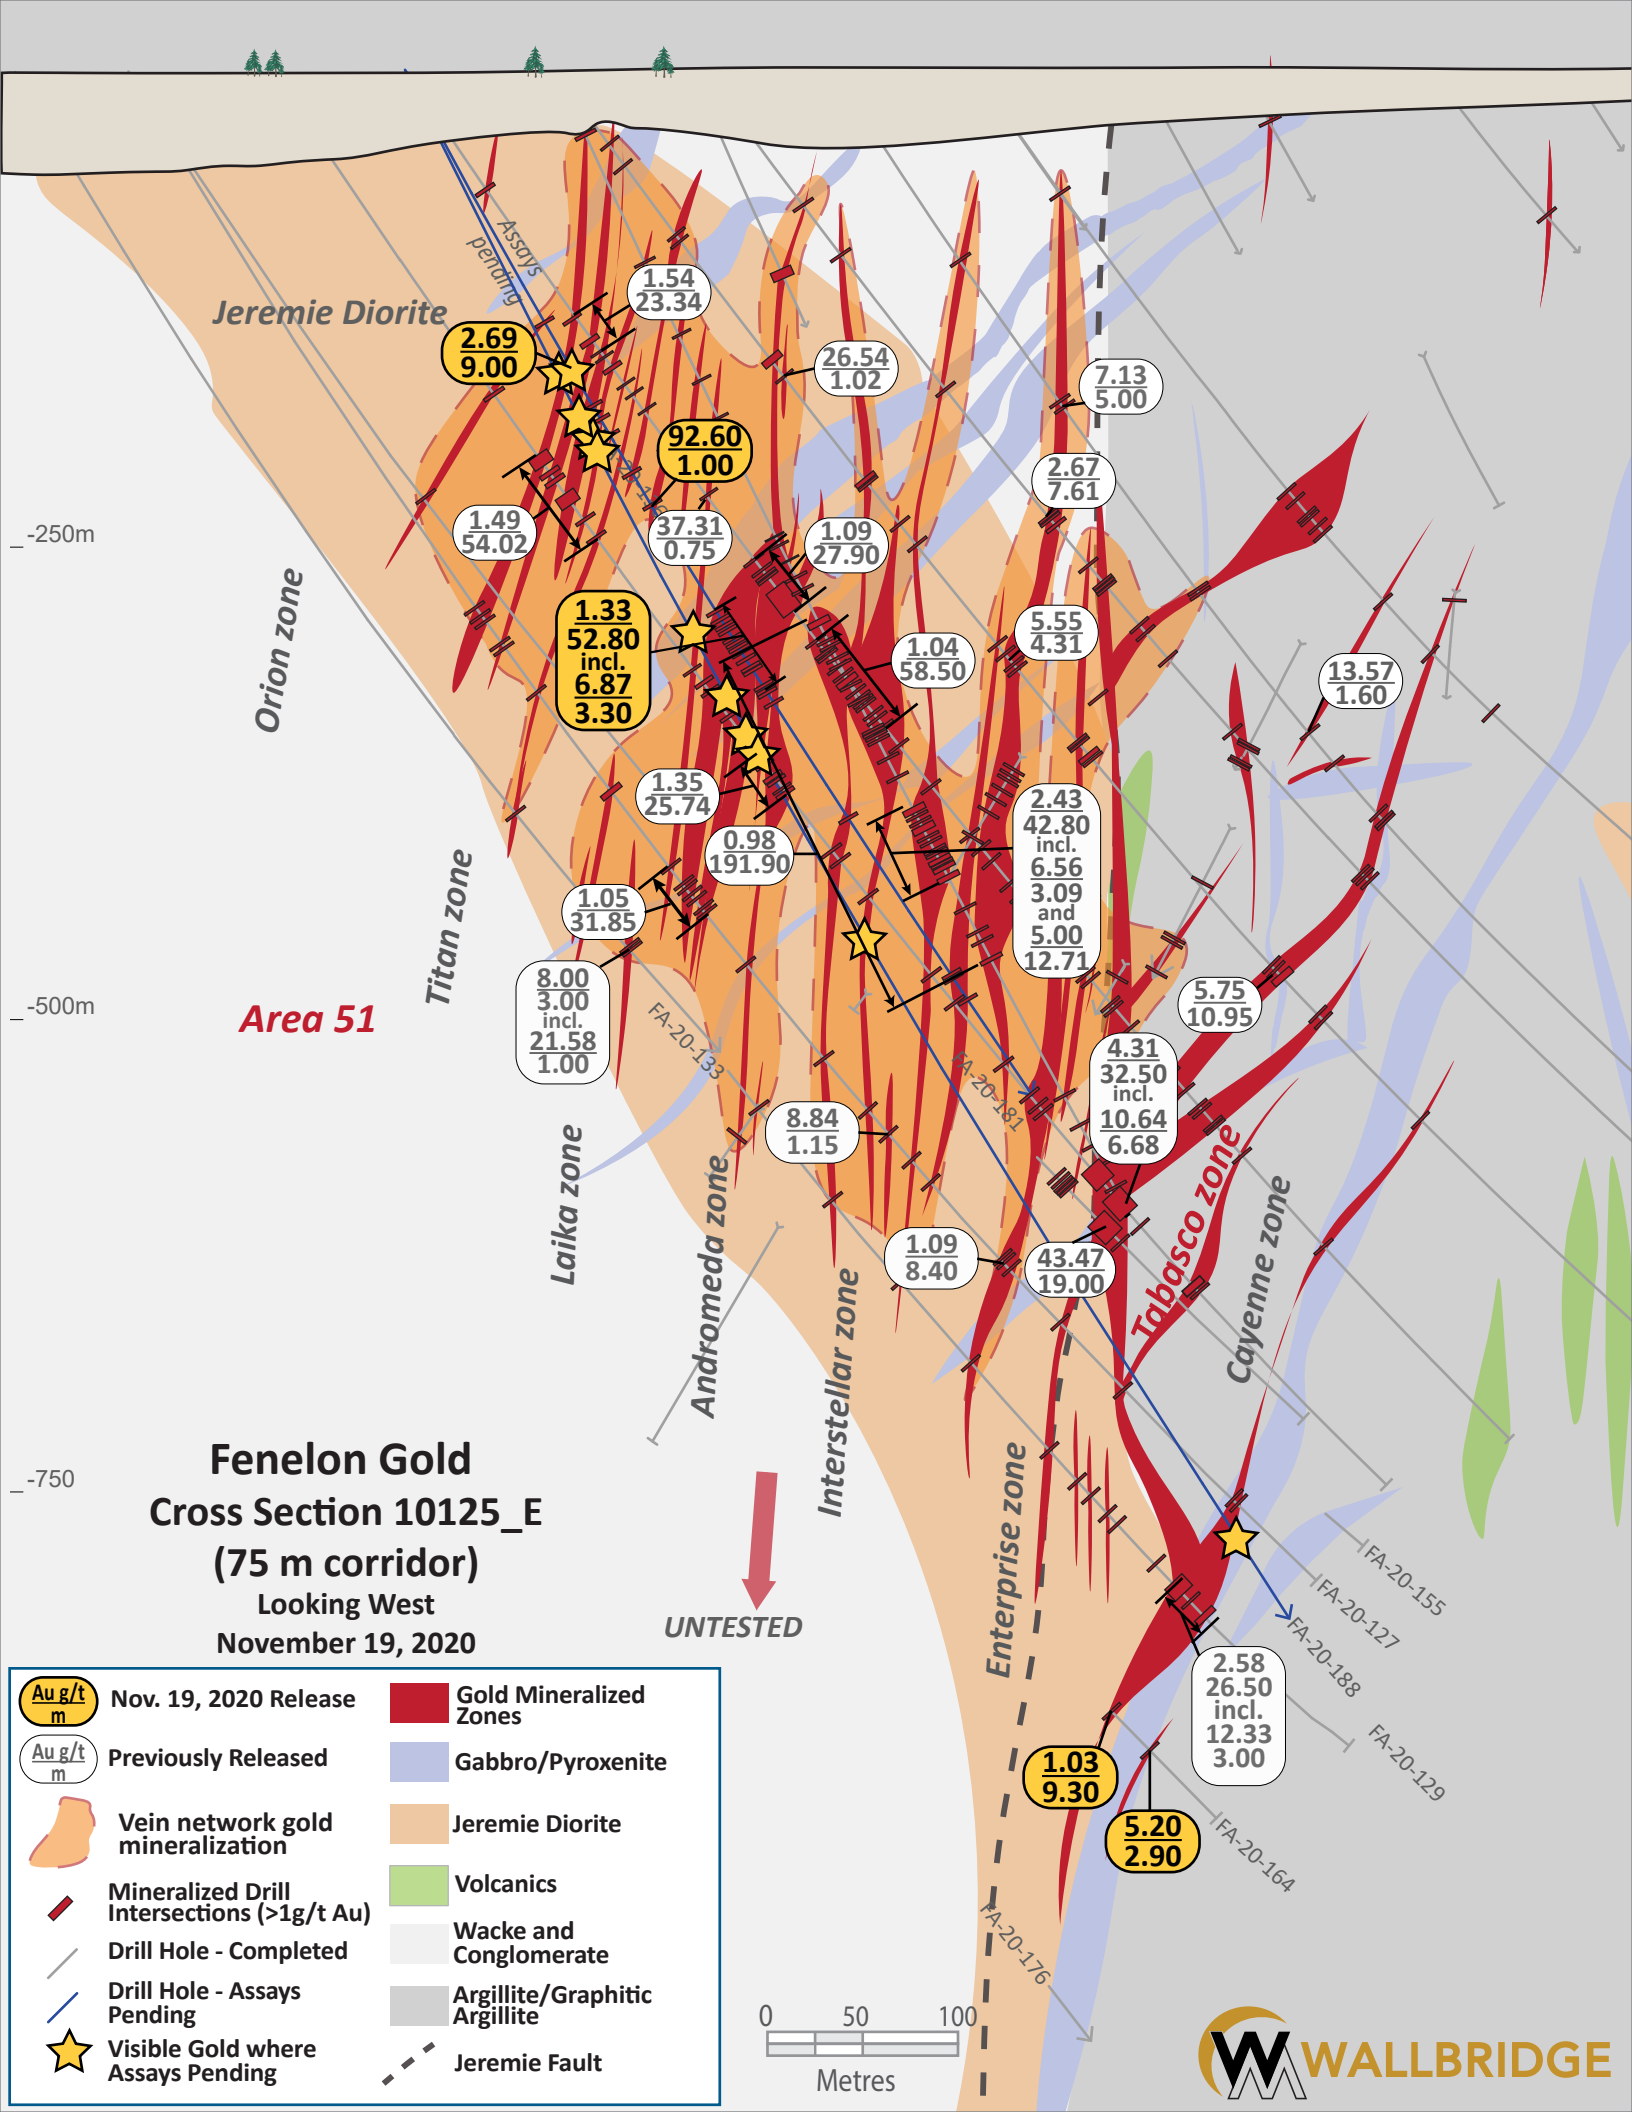 Assays
pending
Jeremie Diorite
1.54
23.34
2.69
9.00
26.54
1.02
7.13
5.00
92.60
1.00
2.67
7.61
1.49
54.02
37.31
0.75
1.09
27.90
-250m
Orion zone
1.33
52.80
incl.
6.87
3.30
5.55
4.31
1.04
58.50
13.57
1.60
1.35
25.74
0.98
191.90
2.43
42.80
incl.
6.56
3.09
and
5.00
12.71
1.05
31.85
Titan zone
8.00
3.00
incl.
21.58
1.00
-500m
Area 51
FA-20-133
5.75
10.95
FA-20-181
4.31
32.50
incl.
10.64
6.68
8.84
1.15
Laika zone
Andromeda zone
Interstellar zone
1.09
8.40
43.47
19.00
Tabasco zone
Cayenne zone
-750
Fenelon Gold
Cross Section 10125_E
(75 m corridor)
Looking West
November 19, 2020
UNTESTED
Enterprise zone
FA-20-155
FA-20-127
FA-20-188
FA-20-129
2.58
26.50
incl.
12.33
3.00
1.03
9.30
5.20
2.90
FA-20-164
FA-20-176
Au g/t
m
Nov. 19, 2020 Release
Au g/t
m
Previously Released
Vein network gold
mineralization
Mineralized Drill
Intersections (>1g/t Au)
Drill Hole - Completed
Drill Hole - Assays
Pending
Visible Gold where
Assays Pending
Gold Mineralized
Zones
Gabbro/Pyroxenite
Jeremie Diorite
Volcanics
Wacke and
Conglomerate
Argillite/Graphitic
Argillite
Jeremie Fault
0 50 100
Metres
WALLBRIDGE